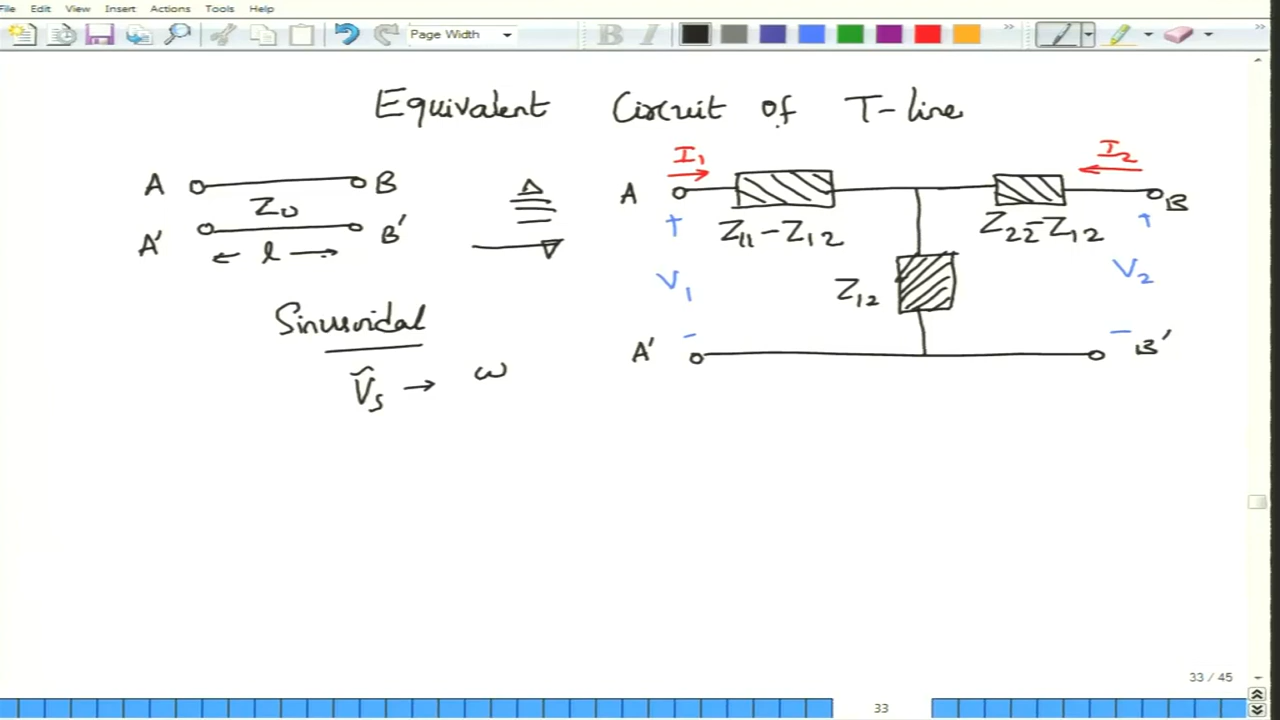 File Edit View Insert Actions Tools Help
Page Width
B I
Equivalent Circuit of T-line
A B
Z₀
A' B'
l
I₁ I₂
A B
Z₁₁-Z₁₂ Z₂₂-Z₁₂
+ +
V₁ Z₁₂ V₂
- -
A' B'
Sinusoidal
Ṽₛ → ω
33 / 45
33